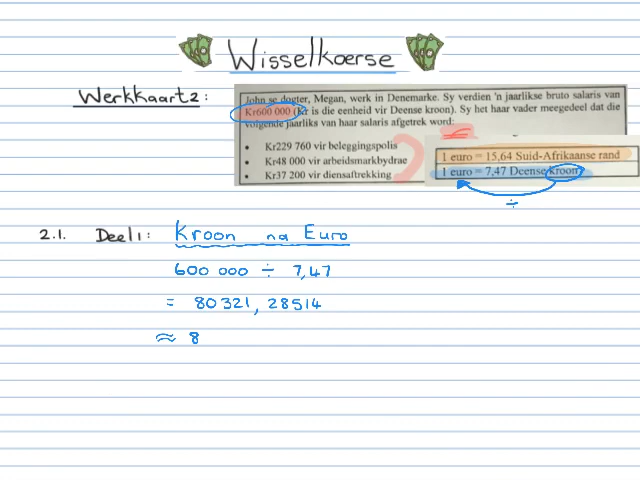 Wisselkoerse
Werkkaart 2:
John se dogter, Megan, werk in Denemarke. Sy verdien 'n jaarlikse bruto salaris van
Kr600 000 (Kr is die eenheid vir Deense kroon). Sy het haar vader meegedeel dat die
volgende jaarliks van haar salaris afgetrek word:
• Kr229 760 vir beleggingspolis
• Kr48 000 vir arbeidsmarkbydrae
• Kr37 200 vir diensaftrekking
1 euro = 15,64 Suid-Afrikaanse rand
1 euro = 7,47 Deense kroon
÷
2.1. Deel 1: Kroon na Euro
600 000 ÷ 7,47
= 80321,28514
≈ 8